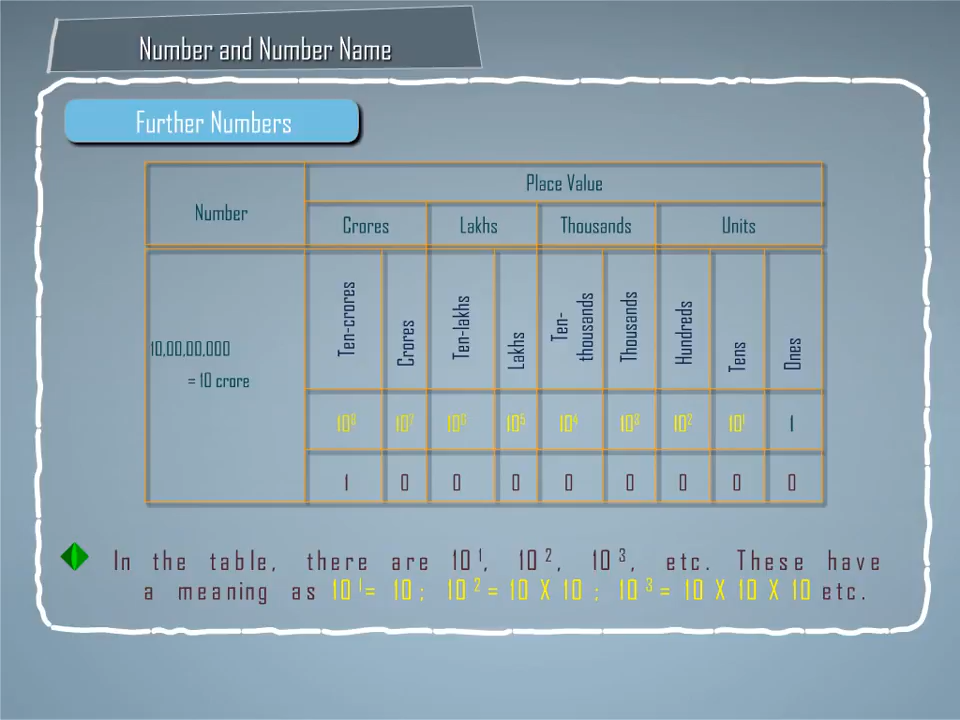 Number and Number Name
Further Numbers
Number
Place Value
Crores Lakhs Thousands Units
10,00,00,000
= 10 crore
Ten-crores Crores Ten-lakhs Lakhs Ten-thousands Thousands Hundreds Tens Ones
10⁸ 10⁷ 10⁶ 10⁵ 10⁴ 10³ 10² 10¹ 1
1 0 0 0 0 0 0 0 0
In the table, there are 10¹, 10², 10³, etc. These have
a meaning as 10¹= 10 ; 10² = 10 X 10 ; 10³ = 10 X 10 X 10 etc.